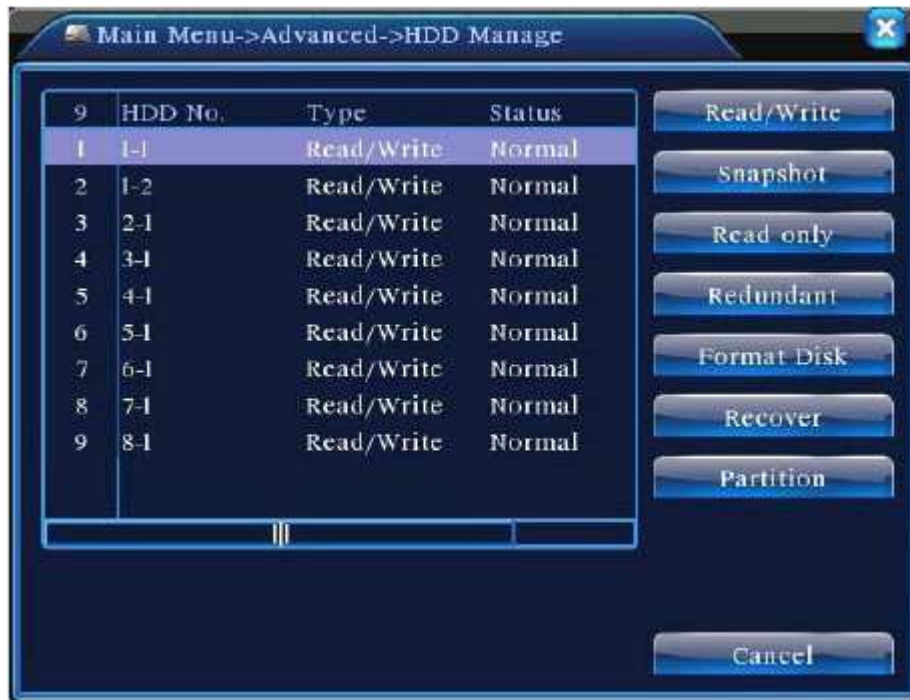 Main Menu->Advanced->HDD Manage
9 HDD No. Type Status
1 1-1 Read/Write Normal
2 1-2 Read/Write Normal
3 2-1 Read/Write Normal
4 3-1 Read/Write Normal
5 4-1 Read/Write Normal
6 5-1 Read/Write Normal
7 6-1 Read/Write Normal
8 7-1 Read/Write Normal
9 8-1 Read/Write Normal
Read/Write
Snapshot
Read only
Redundant
Format Disk
Recover
Partition
Cancel